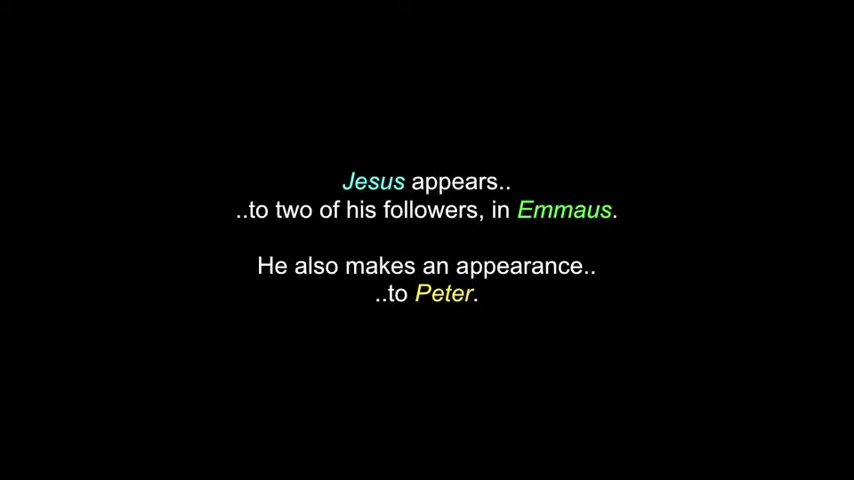 Jesus appears..
..to two of his followers, in Emmaus.
He also makes an appearance..
..to Peter.